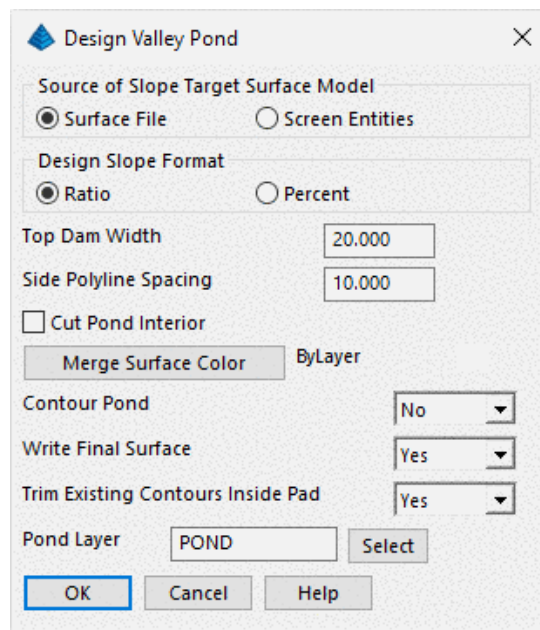 Design Valley Pond
Source of Slope Target Surface Model
Surface File Screen Entities
Design Slope Format
Ratio Percent
Top Dam Width 20.000
Side Polyline Spacing 10.000
Cut Pond Interior
Merge Surface Color ByLayer
Contour Pond No
Write Final Surface Yes
Trim Existing Contours Inside Pad Yes
Pond Layer POND Select
OK Cancel Help